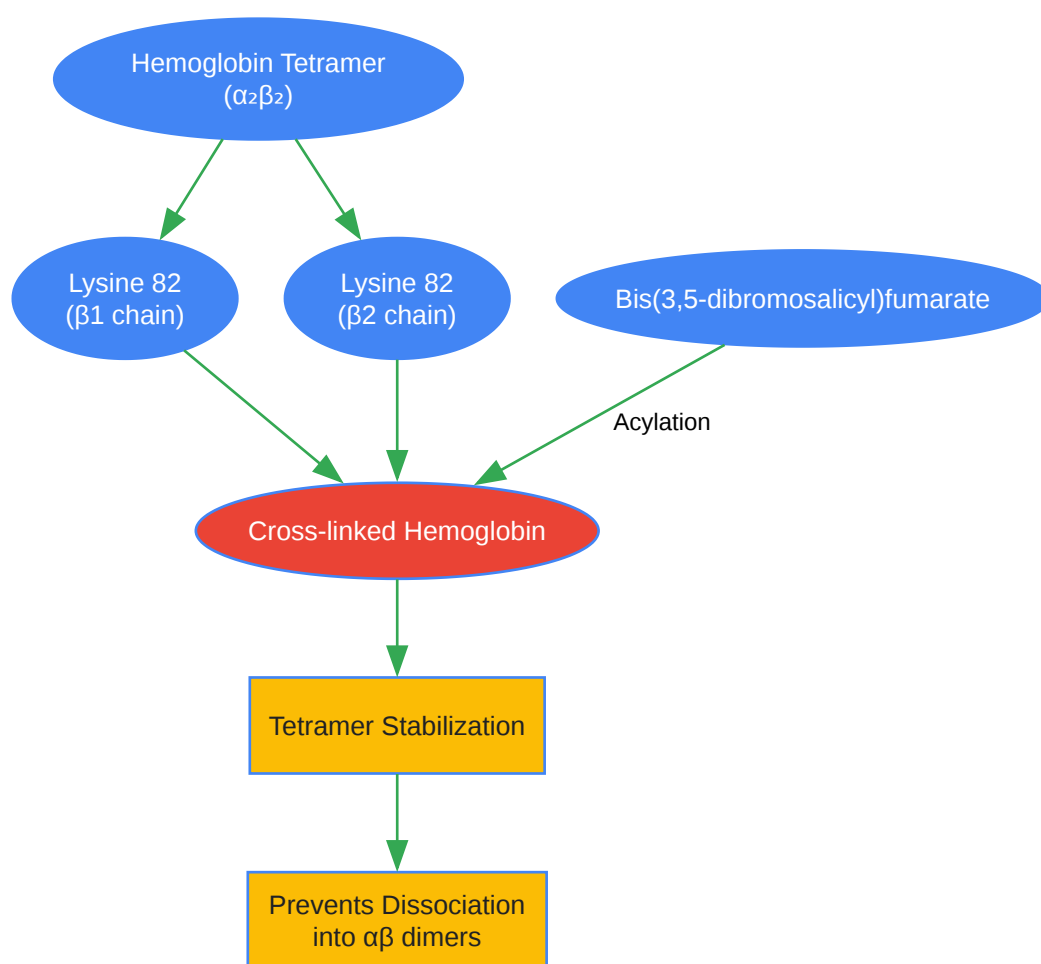 Hemoglobin Tetramer
(α₂β₂)
Lysine 82
(β1 chain)
Lysine 82
(β2 chain)
Bis(3,5-dibromosalicyl)fumarate
Acylation
Cross-linked Hemoglobin
Tetramer Stabilization
Prevents Dissociation
into αβ dimers